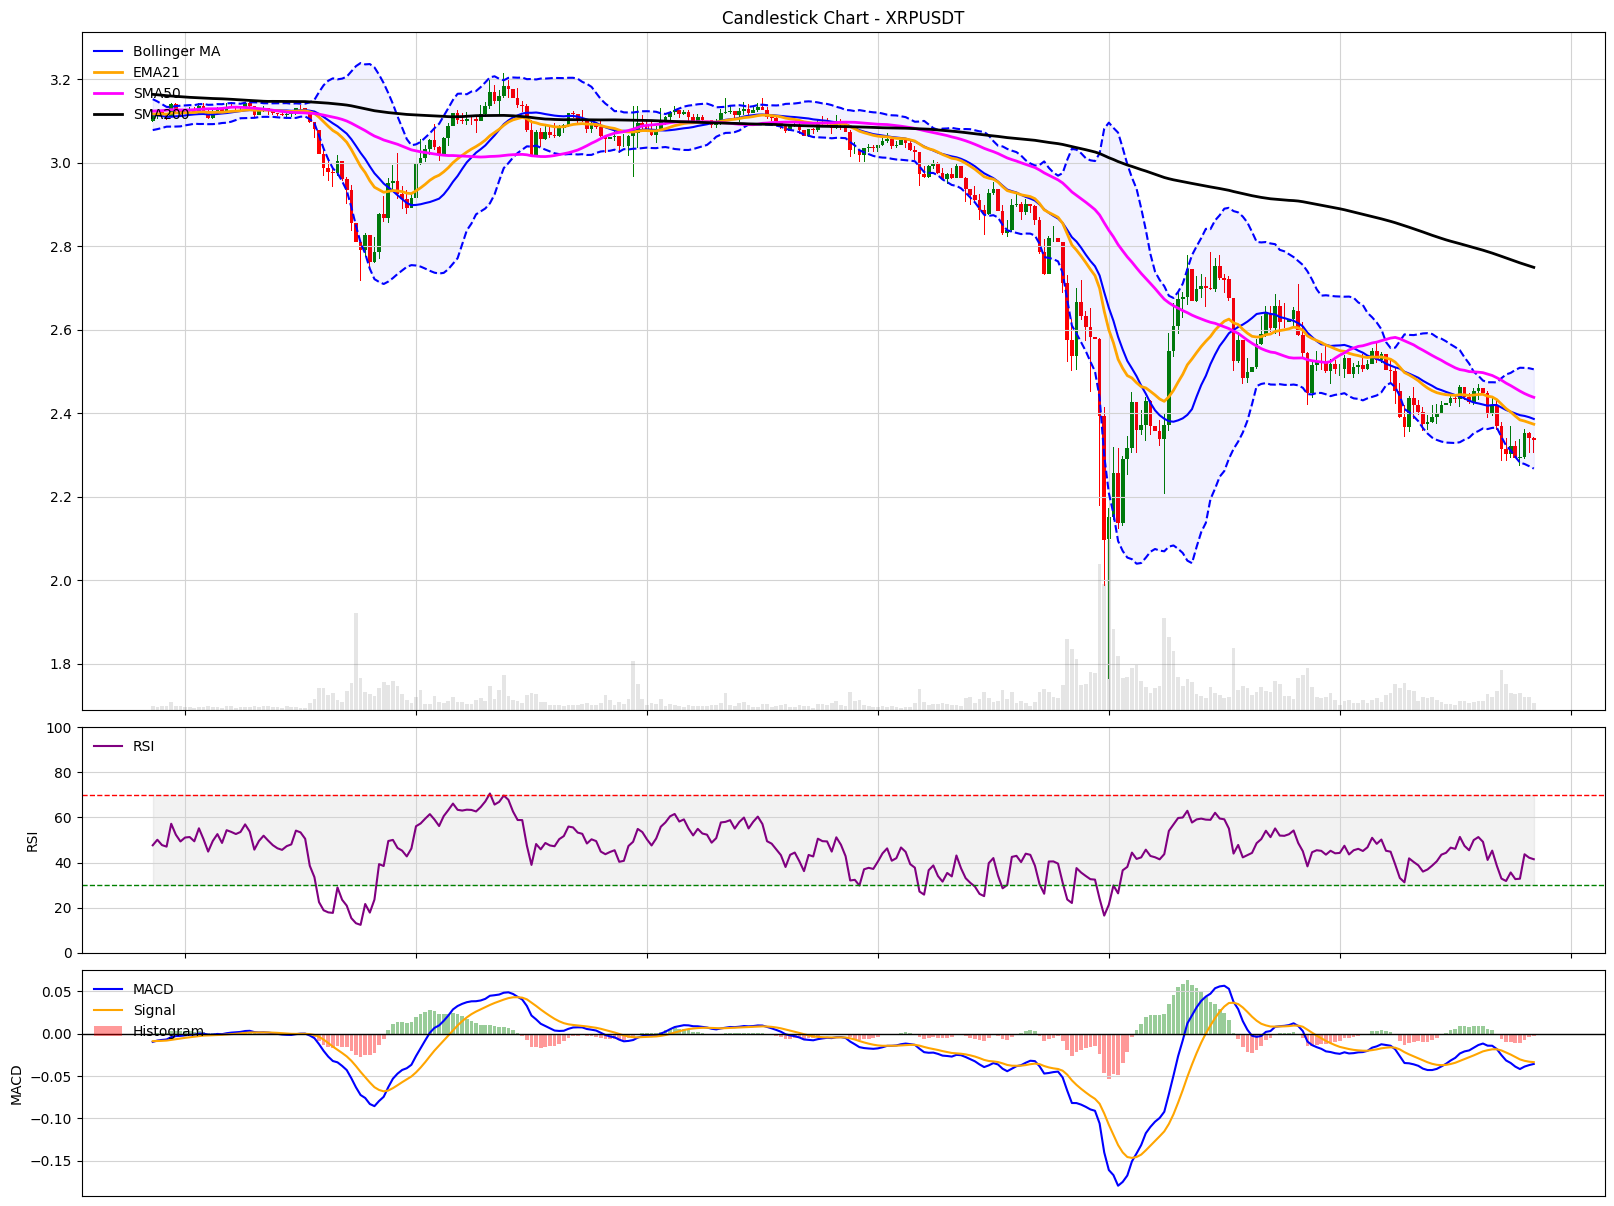 Candlestick Chart - XRPUSDT
Bollinger MA
EMA21
SMA50
SMA200
3.2
3.0
2.8
2.6
2.4
2.2
2.0
1.8
RSI
100
80
60
40
20
0
RSI
MACD
Signal
Histogram
0.05
0.00
−0.05
−0.10
−0.15
MACD